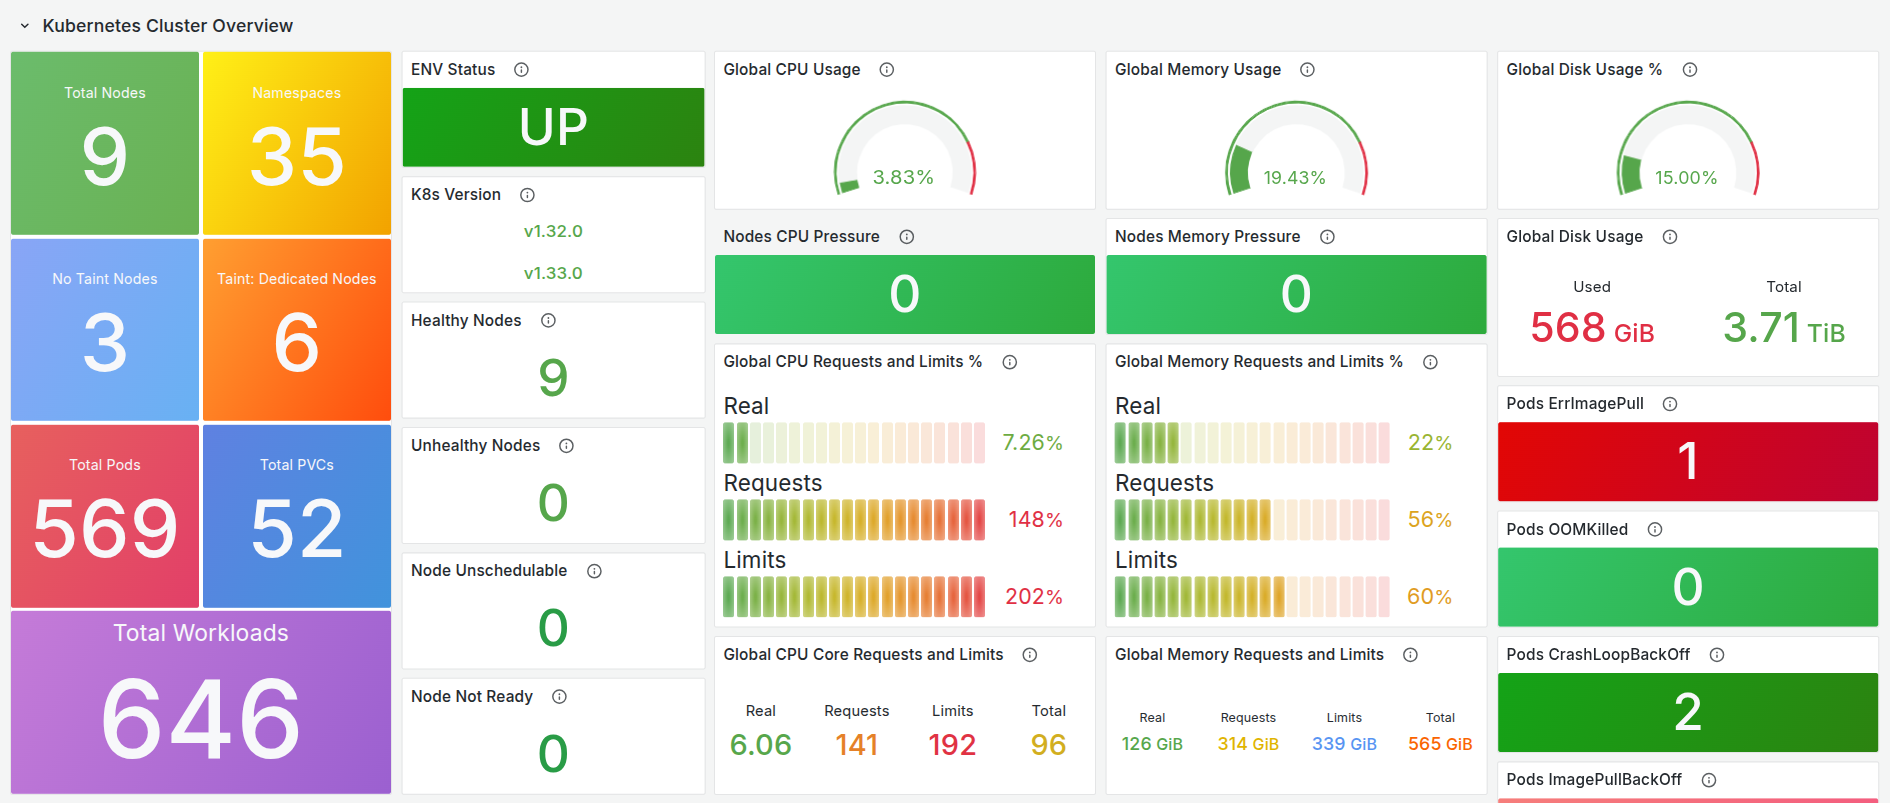 Kubernetes Cluster Overview
Total Nodes
9
Namespaces
35
No Taint Nodes
3
Taint: Dedicated Nodes
6
Total Pods
569
Total PVCs
52
Total Workloads
646
ENV Status
UP
K8s Version
v1.32.0
v1.33.0
Healthy Nodes
9
Unhealthy Nodes
0
Node Unschedulable
0
Node Not Ready
0
Global CPU Usage
3.83%
Nodes CPU Pressure
0
Global CPU Requests and Limits %
Real
7.26%
Requests
148%
Limits
202%
Global CPU Core Requests and Limits
Real Requests Limits Total
6.06 141 192 96
Global Memory Usage
19.43%
Nodes Memory Pressure
0
Global Memory Requests and Limits %
Real
22%
Requests
56%
Limits
60%
Global Memory Requests and Limits
Real Requests Limits Total
126 GiB 314 GiB 339 GiB 565 GiB
Global Disk Usage %
15.00%
Global Disk Usage
Used Total
568 GiB 3.71 TiB
Pods ErrImagePull
1
Pods OOMKilled
0
Pods CrashLoopBackOff
2
Pods ImagePullBackOff